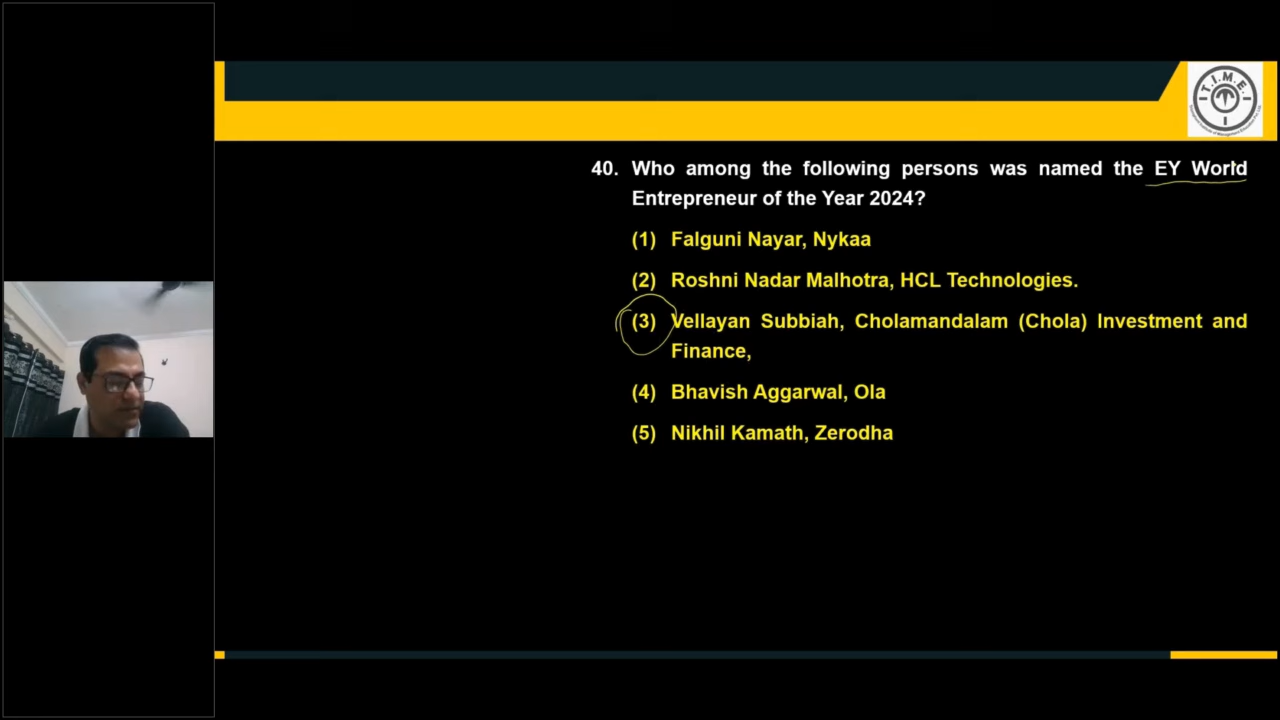 T.I.M.E.
40. Who among the following persons was named the EY World
Entrepreneur of the Year 2024?
(1) Falguni Nayar, Nykaa
(2) Roshni Nadar Malhotra, HCL Technologies.
(3) Vellayan Subbiah, Cholamandalam (Chola) Investment and
Finance,
(4) Bhavish Aggarwal, Ola
(5) Nikhil Kamath, Zerodha